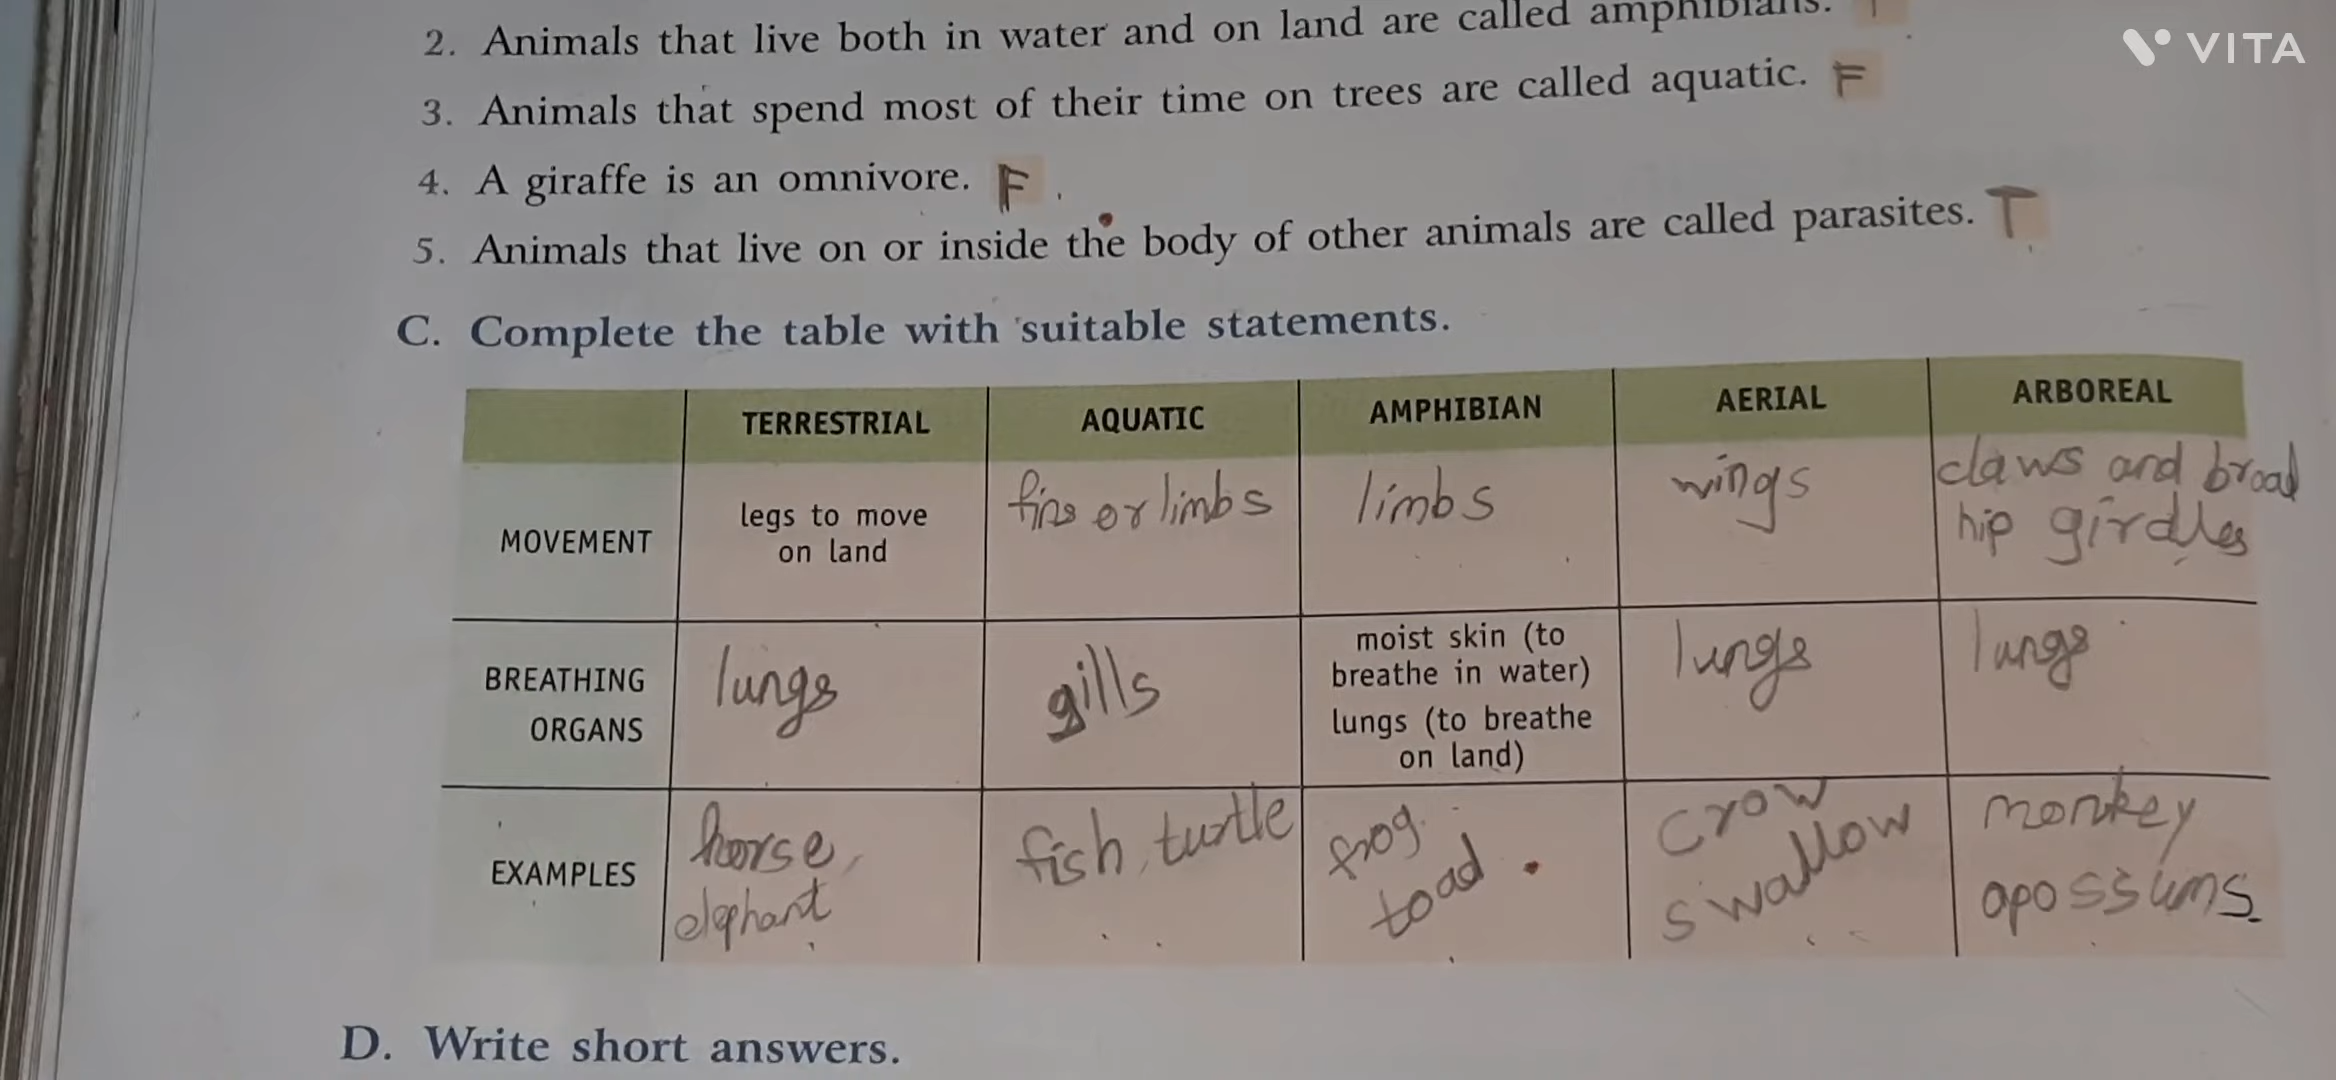 2. Animals that live both in water and on land are called amphibians.
VITA
3. Animals that spend most of their time on trees are called aquatic. F
4. A giraffe is an omnivore. F
5. Animals that live on or inside the body of other animals are called parasites. T
C. Complete the table with suitable statements.
TERRESTRIAL AQUATIC AMPHIBIAN AERIAL ARBOREAL
MOVEMENT
legs to move
on land
fins or limbs
limbs
wings
claws and broad
hip girdles
BREATHING
ORGANS
lungs
gills
moist skin (to
breathe in water)
lungs (to breathe
on land)
lungs
lungs
EXAMPLES
horse,
elephant
fish, turtle
frog
toad
crow
swallow
monkey
apossums
D. Write short answers.